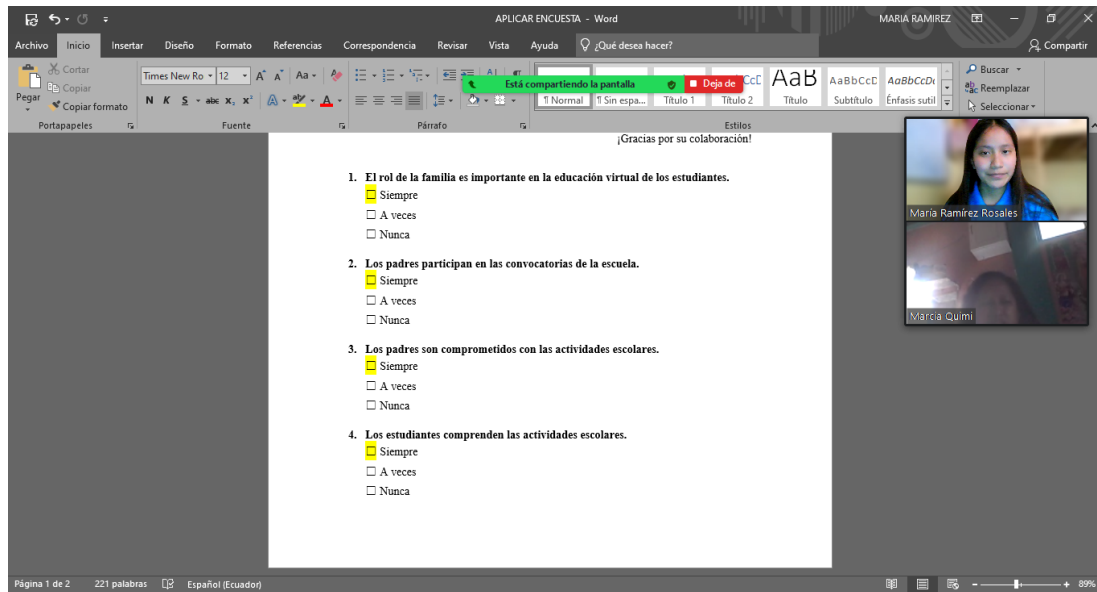 APLICAR ENCUESTA - Word
MARIA RAMIREZ
Archivo Inicio Insertar Diseño Formato Referencias Correspondencia Revisar Vista Ayuda ¿Qué desea hacer? Compartir
Pegar
Cortar
Copiar
Copiar formato
Portapapeles
Times New Ro 12
N K S abc x, x²
Fuente
Párrafo
Está compartiendo la pantalla
Deja de
¶ Normal
¶ Sin espa...
Título 1
CcC
Título 2
AaB
Título
AaBbCcD
Subtítulo
AaBbCcDc
Énfasis sutil
Estilos
Buscar
Reemplazar
Seleccionar
¡Gracias por su colaboración!
1. El rol de la familia es importante en la educación virtual de los estudiantes.
☐ Siempre
☐ A veces
☐ Nunca
2. Los padres participan en las convocatorias de la escuela.
☐ Siempre
☐ A veces
☐ Nunca
3. Los padres son comprometidos con las actividades escolares.
☐ Siempre
☐ A veces
☐ Nunca
4. Los estudiantes comprenden las actividades escolares.
☐ Siempre
☐ A veces
☐ Nunca
María Ramírez Rosales
Marcia Quimi
Página 1 de 2 221 palabras Español (Ecuador) 89%